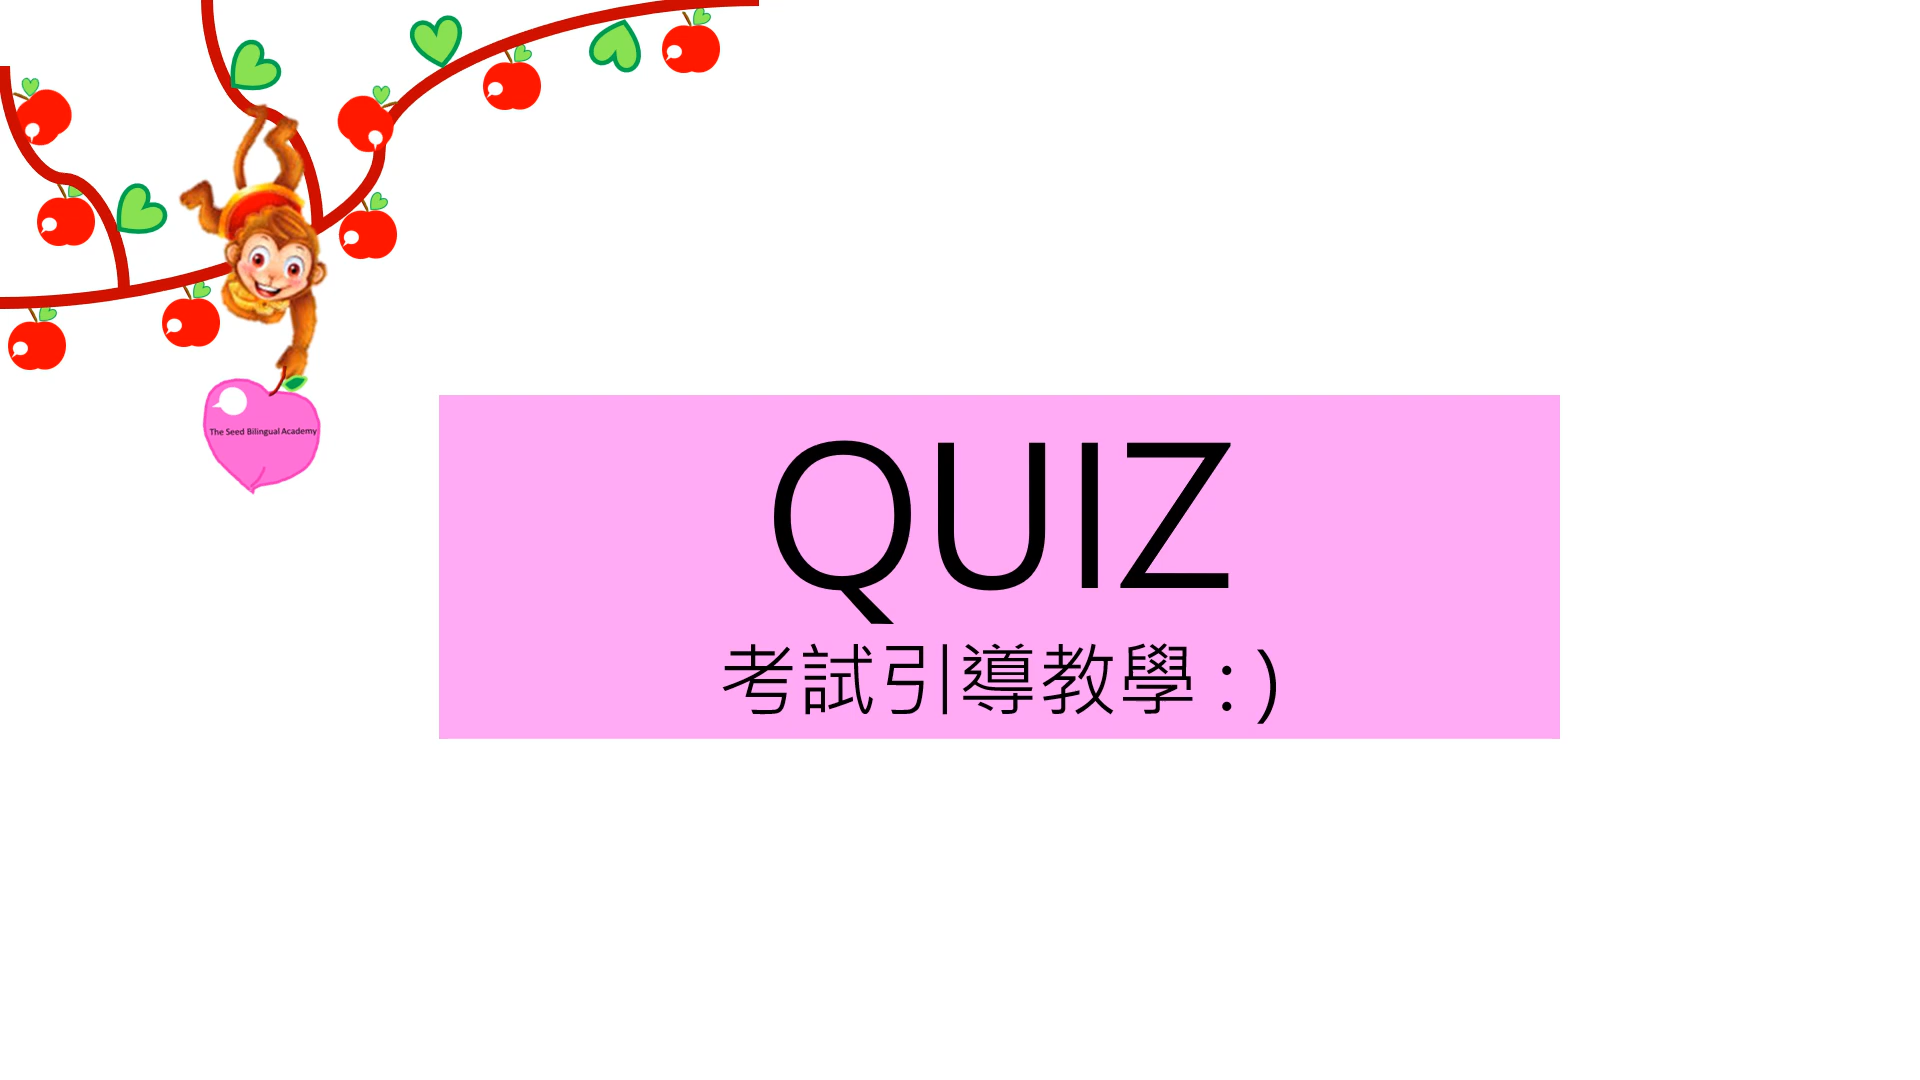 The Seed Bilingual Academy
QUIZ
考試引導教學 : )